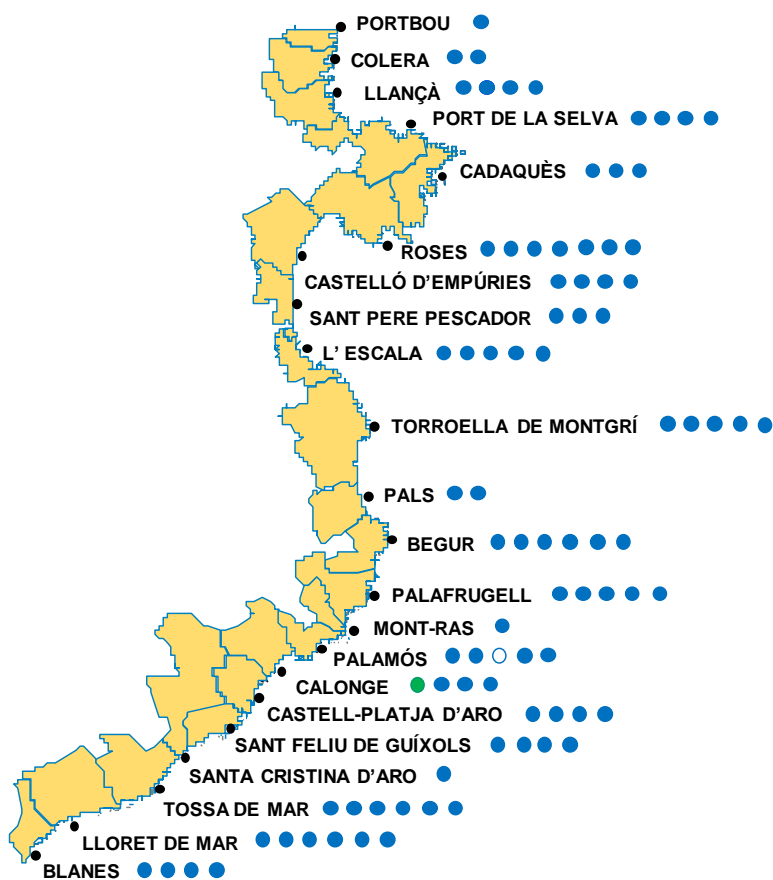 PORTBOU
COLERA
LLANÇÀ
PORT DE LA SELVA
CADAQUÈS
ROSES
CASTELLÓ D'EMPÚRIES
SANT PERE PESCADOR
L' ESCALA
TORROELLA DE MONTGRÍ
PALS
BEGUR
PALAFRUGELL
MONT-RAS
PALAMÓS
CALONGE
CASTELL-PLATJA D'ARO
SANT FELIU DE GUÍXOLS
SANTA CRISTINA D'ARO
TOSSA DE MAR
LLORET DE MAR
BLANES